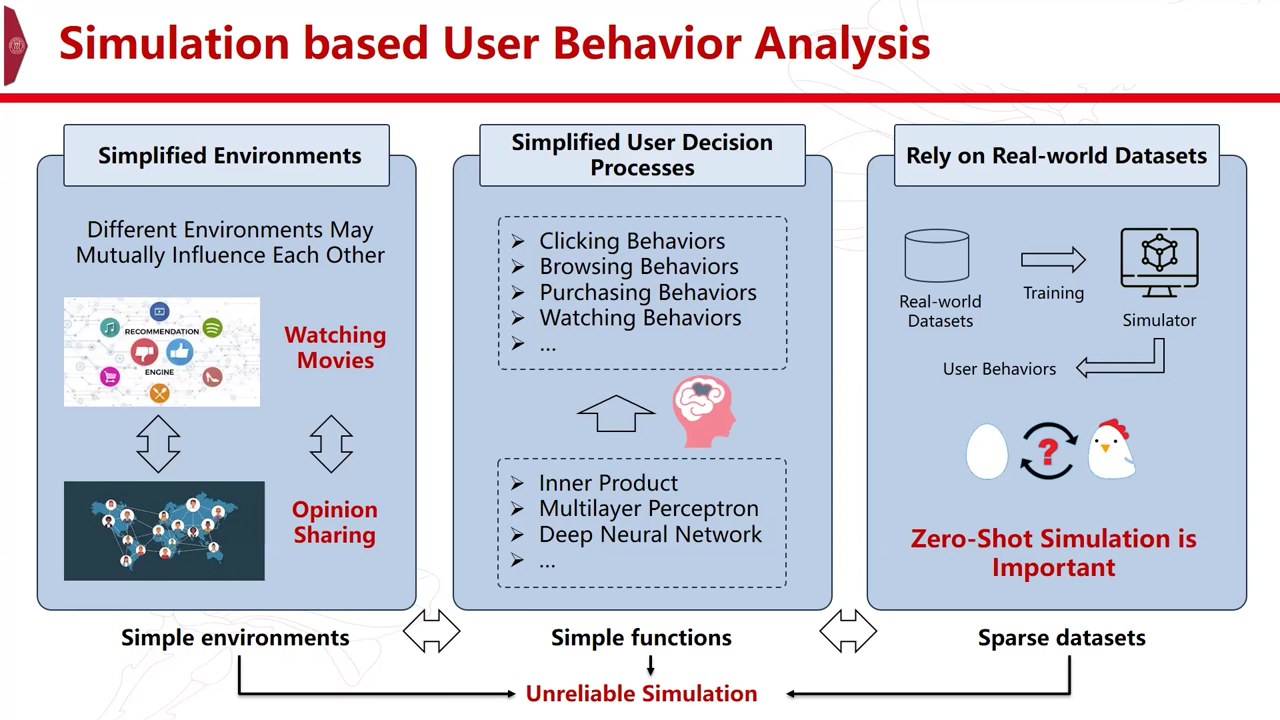 Simulation based User Behavior Analysis
Simplified Environments
Different Environments May
Mutually Influence Each Other
RECOMMENDATION
ENGINE
Watching
Movies
Opinion
Sharing
Simple environments
Simplified User Decision
Processes
➢ Clicking Behaviors
➢ Browsing Behaviors
➢ Purchasing Behaviors
➢ Watching Behaviors
➢ ...
➢ Inner Product
➢ Multilayer Perceptron
➢ Deep Neural Network
➢ ...
Simple functions
Rely on Real-world Datasets
Real-world
Datasets
Training
Simulator
User Behaviors
?
Zero-Shot Simulation is
Important
Sparse datasets
Unreliable Simulation